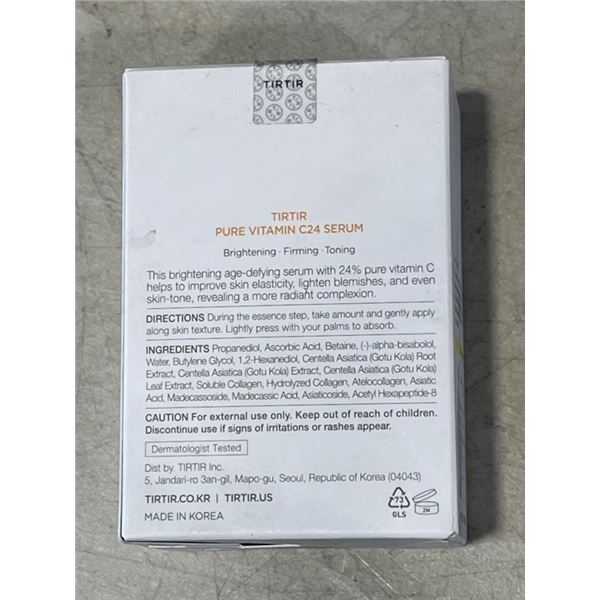 TIRTIR
TIRTIR
PURE VITAMIN C24 SERUM
Brightening · Firming · Toning
This brightening age-defying serum with 24% pure vitamin C
helps to improve skin elasticity, lighten blemishes, and even
skin-tone, revealing a more radiant complexion.
DIRECTIONS During the essence step, take amount and gently apply
along skin texture. Lightly press with your palms to absorb.
INGREDIENTS Propanediol, Ascorbic Acid, Betaine, (-)-alpha-bisabolol,
Water, Butylene Glycol, 1,2-Hexanediol, Centella Asiatica (Gotu Kola) Root
Extract, Centella Asiatica (Gotu Kola) Extract, Centella Asiatica (Gotu Kola)
Leaf Extract, Soluble Collagen, Hydrolyzed Collagen, Atelocollagen, Asiatic
Acid, Madecassoside, Madecassic Acid, Asiaticoside, Acetyl Hexapeptide-8
CAUTION For external use only. Keep out of reach of children.
Discontinue use if signs of irritations or rashes appear.
Dermatologist Tested
Dist by. TIRTIR Inc.
5, Jandari-ro 3an-gil, Mapo-gu, Seoul, Republic of Korea (04043)
TIRTIR.CO.KR | TIRTIR.US
MADE IN KOREA
73
GLS
2M